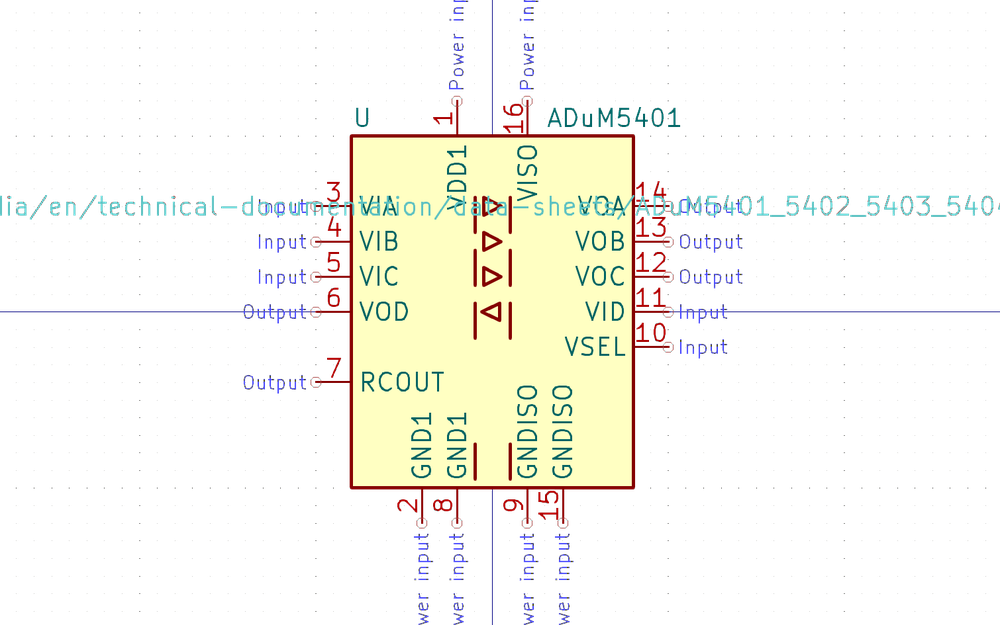 Power inp
Power inp
U
ADuM5401
1
16
VDD1
VISO
3
14
Input
VIA
VOA
Output
dia/en/technical-documentation/data-sheets/ADuM5401_5402_5403_5404
4
13
Input
VIB
VOB
Output
5
12
Input
VIC
VOC
Output
6
11
Output
VOD
VID
Input
10
VSEL
Input
7
Output
RCOUT
GND1
GND1
GNDISO
GNDISO
2
8
9
15
wer input
wer input
wer input
wer input